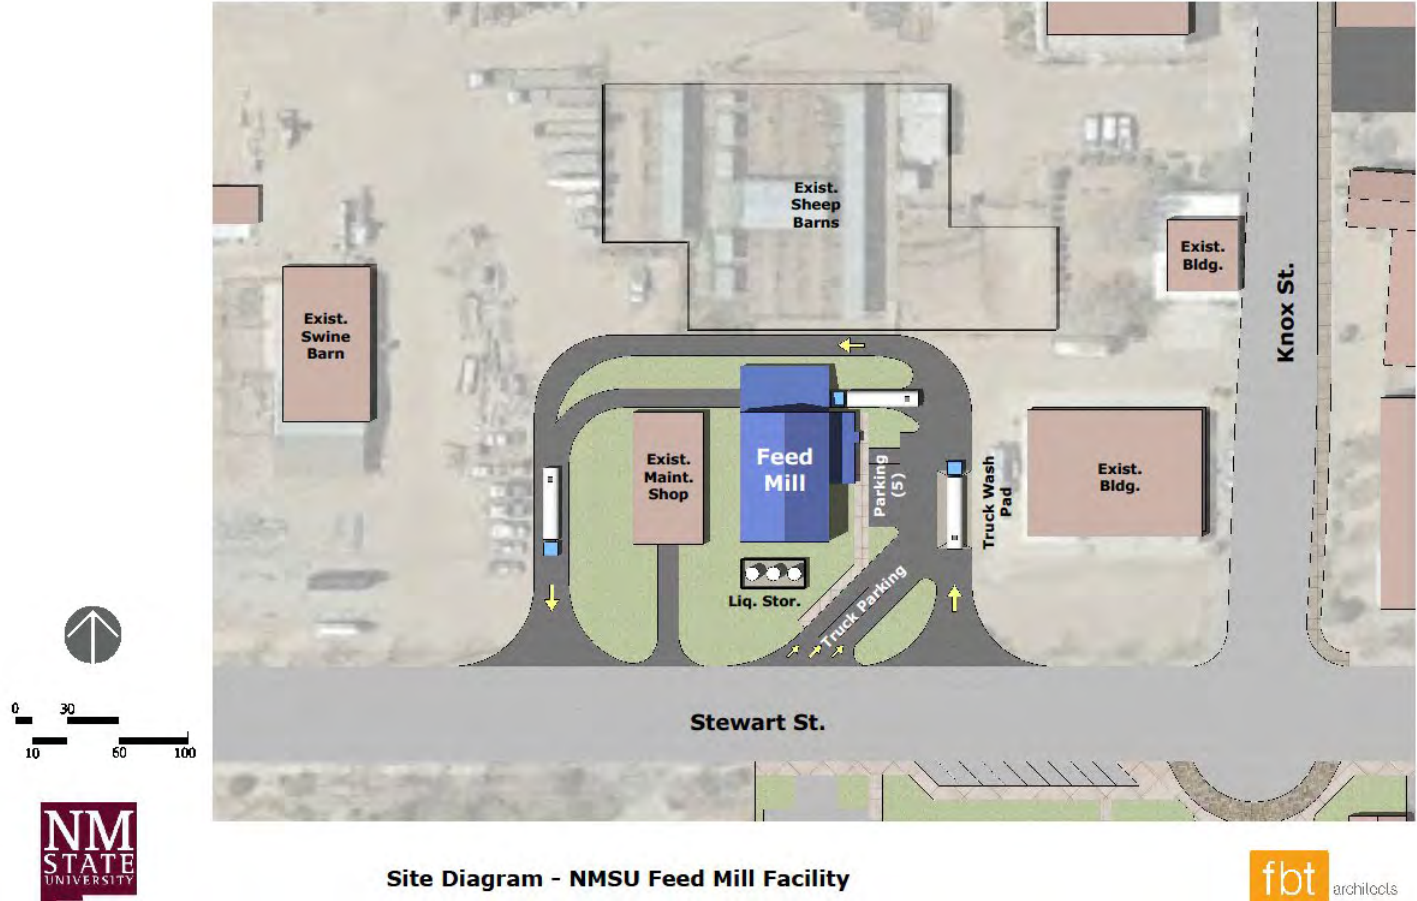 Exist.
Sheep
Barns
Exist.
Bldg.
Knox St.
Exist.
Swine
Barn
Exist.
Maint.
Shop
Feed
Mill
Parking
(5)
Truck Wash
Pad
Exist.
Bldg.
Liq. Stor.
Truck Parking
Stewart St.
0 30
10 60 100
NM
STATE
UNIVERSITY
Site Diagram - NMSU Feed Mill Facility
fbt architects